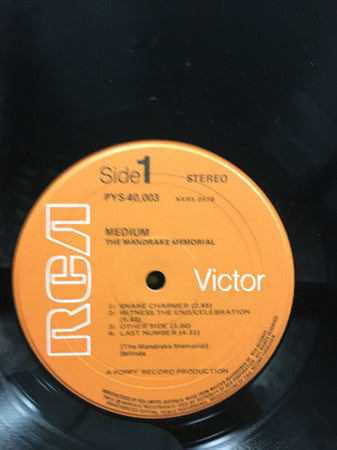 RCA
Side 1
STEREO
PYS-40,003
MEDIUM
THE MANDRAKE MEMORIAL
Victor
1: SNAKE CHARMER (2.45)
2: WITNESS THE END/CELEBRATION
(5.40)
3: OTHER SIDE (3.00)
4: LAST NUMBER (4.31)
(The Mandrake Memorial)
Belinda
A POPPY RECORD PRODUCTION